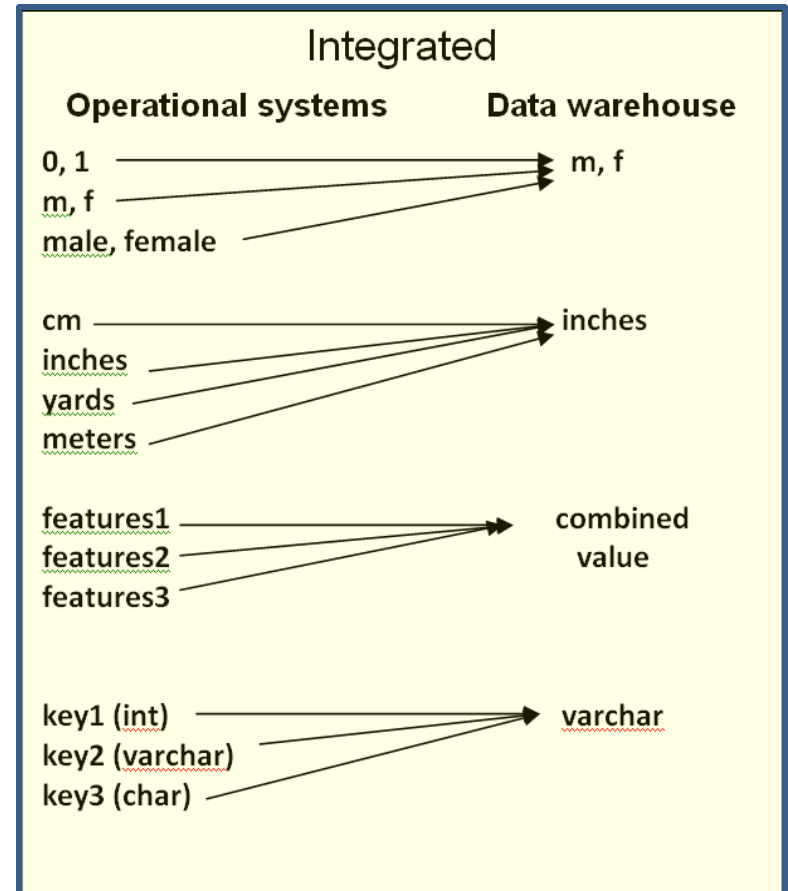 Integrated
Operational systems Data warehouse
0, 1 m, f
m, f
male, female
cm inches
inches
yards
meters
features1 combined
features2 value
features3
key1 (int) varchar
key2 (varchar)
key3 (char)